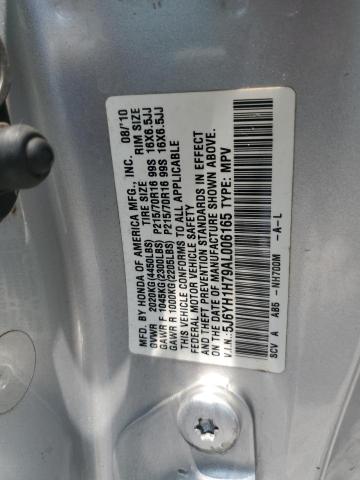 MFD. BY HONDA OF AMERICA MFG., INC. 08/'10
TIRE SIZE RIM SIZE
GVWR 2020KG(4450LBS)
GAWR F 1045KG(2300LBS) P215/70R16 99S 16X6.5JJ
GAWR R 1000KG(2205LBS) P215/70R16 99S 16X6.5JJ
THIS VEHICLE CONFORMS TO ALL APPLICABLE
FEDERAL MOTOR VEHICLE SAFETY, BUMPER, AND
THEFT PREVENTION STANDARDS IN EFFECT
ON THE DATE OF MANUFACTURE SHOWN ABOVE.
V.I.N.: 5J6YH1H79AL006165 TYPE: MPV
SCV A AB5 -NH700M -A-L